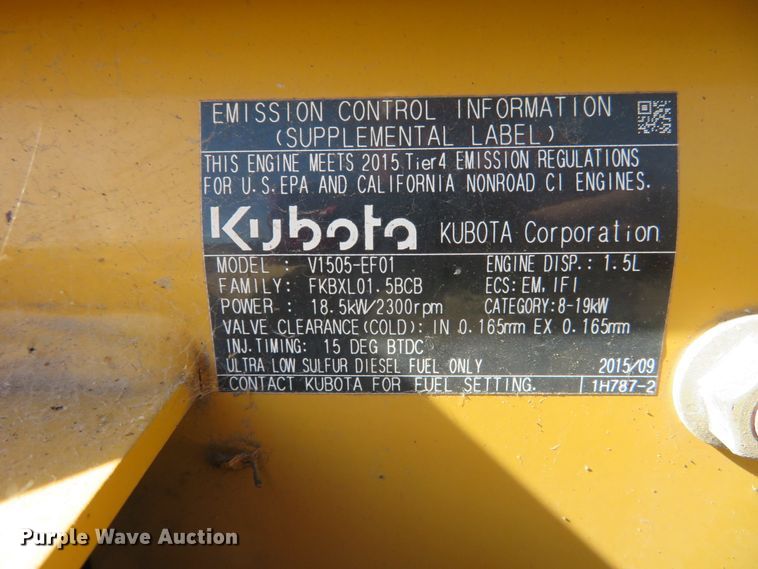 EMISSION CONTROL INFORMATION
(SUPPLEMENTAL LABEL)
THIS ENGINE MEETS 2015 Tier4 EMISSION REGULATIONS
FOR U.S.EPA AND CALIFORNIA NONROAD CI ENGINES.
Kubota KUBOTA Corporation
MODEL : V1505-EF01 ENGINE DISP.: 1.5L
FAMILY: FKBXL01.5BCB ECS: EM,IFI
POWER : 18.5kW/2300rpm CATEGORY:8-19kW
VALVE CLEARANCE(COLD): IN 0.165mm EX 0.165mm
INJ.TIMING: 15 DEG BTDC
ULTRA LOW SULFUR DIESEL FUEL ONLY 2015/09
CONTACT KUBOTA FOR FUEL SETTING. 1H787-2
Purple Wave Auction